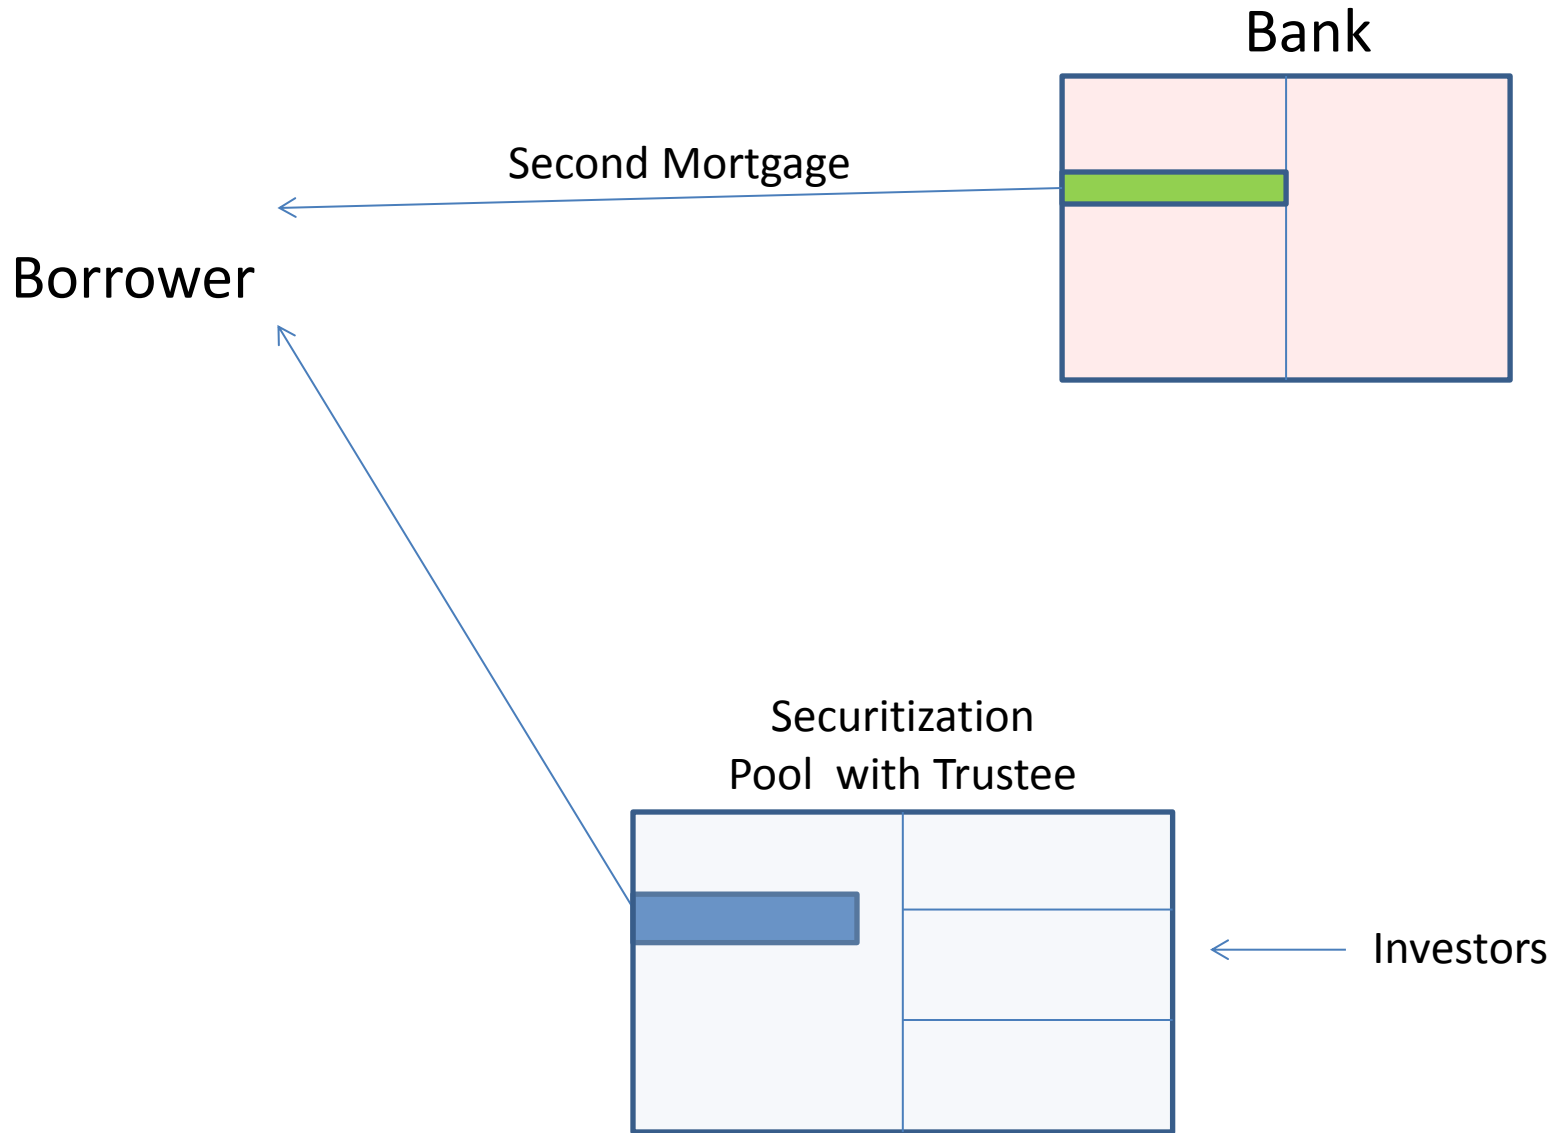 Bank
Second Mortgage
Borrower
Securitization
Pool with Trustee
Investors